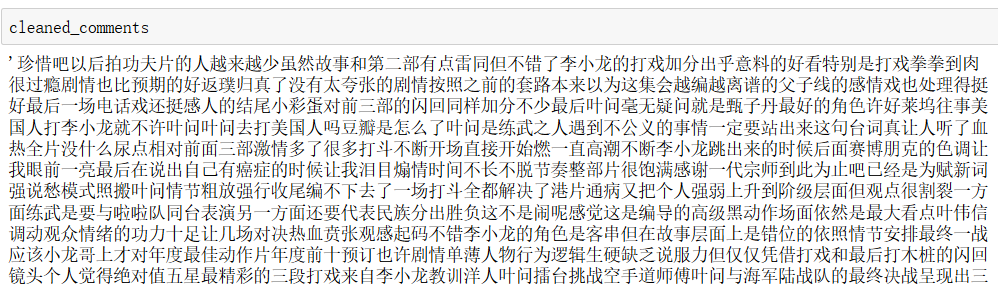 cleaned_comments
'珍惜吧以后拍功夫片的人越来越少虽然故事和第二部有点雷同但不错了李小龙的打戏加分出乎意料的好看特别是打戏拳拳到肉
很过瘾剧情也比预期的好返璞归真了没有太夸张的剧情按照之前的套路本来以为这集会越编越离谱的父子线的感情戏也处理得挺
好最后一场电话戏还挺感人的结尾小彩蛋对前三部的闪回同样加分不少最后叶问毫无疑问就是甄子丹最好的角色许好莱坞往事美
国人打李小龙就不许叶问叶问去打美国人吗豆瓣是怎么了叶问是练武之人遇到不公义的事情一定要站出来这句台词真让人听了血
热全片没什么尿点相对前面三部激情多了很多打斗不断开场直接开始燃一直高潮不断李小龙跳出来的时候后面赛博朋克的色调让
我眼前一亮最后在说出自己有癌症的时候让我泪目煽情时间不长不脱节奏整部片很饱满感谢一代宗师到此为止吧已经是为赋新词
强说愁模式照搬叶问情节粗放强行收尾编不下去了一场打斗全都解决了港片通病又把个人强弱上升到阶级层面但观点很割裂一方
面练武是要与啦啦队同台表演另一方面还要代表民族分出胜负这不是闹呢感觉这是编导的高级黑动作场面依然是最大看点叶伟信
调动观众情绪的功力十足让几场对决热血贲张观感起码不错李小龙的角色是客串但在故事层面上是错位的依照情节安排最终一战
应该小龙哥上才对年度最佳动作片年度前十预订也许剧情单薄人物行为逻辑生硬缺乏说服力但仅仅凭借打戏和最后打木桩的闪回
镜头个人觉得绝对值五星最精彩的三段打戏来自李小龙教训洋人叶问擂台挑战空手道师傅叶问与海军陆战队的最终决战呈现出三